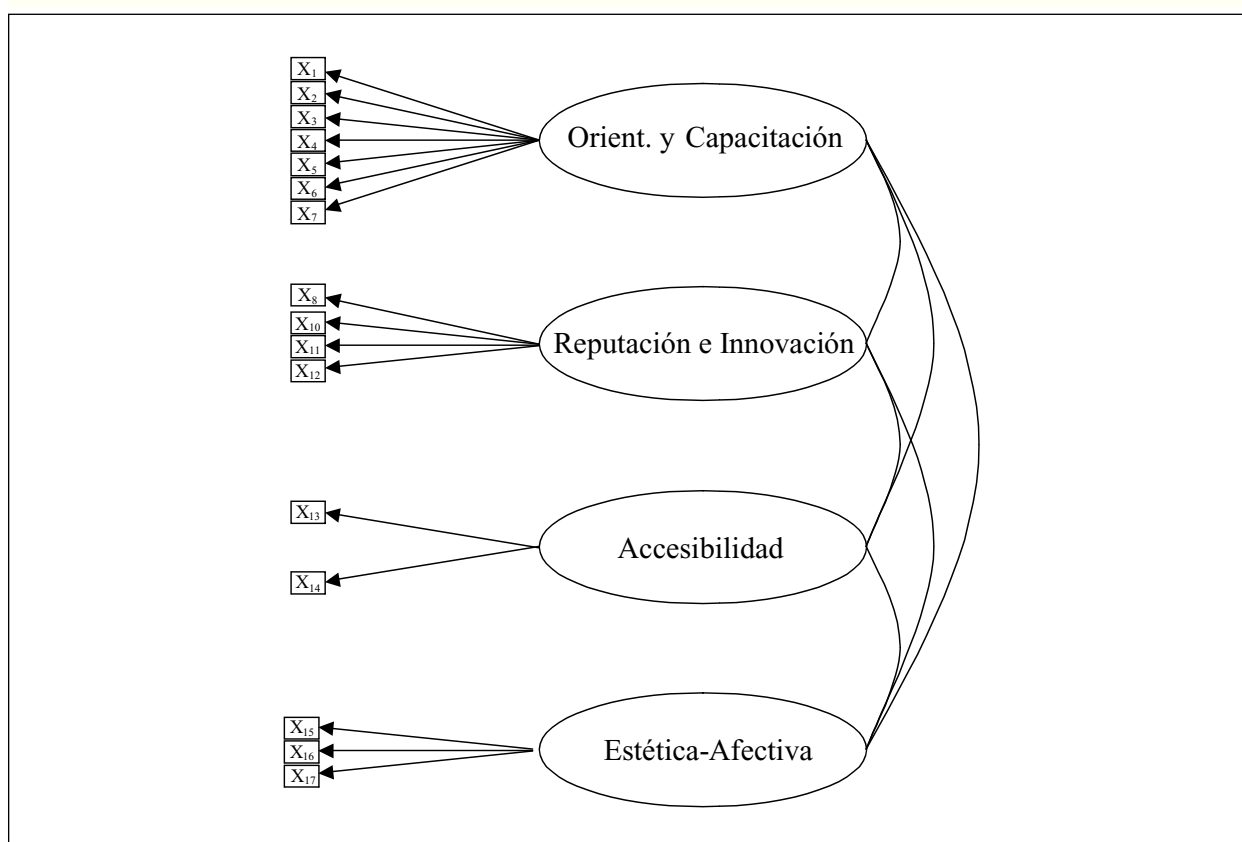 X₁
X₂
X₃
X₄
X₅
X₆
X₇
Orient. y Capacitación
X₈
X₁₀
X₁₁
X₁₂
Reputación e Innovación
X₁₃
X₁₄
Accesibilidad
X₁₅
X₁₆
X₁₇
Estética-Afectiva